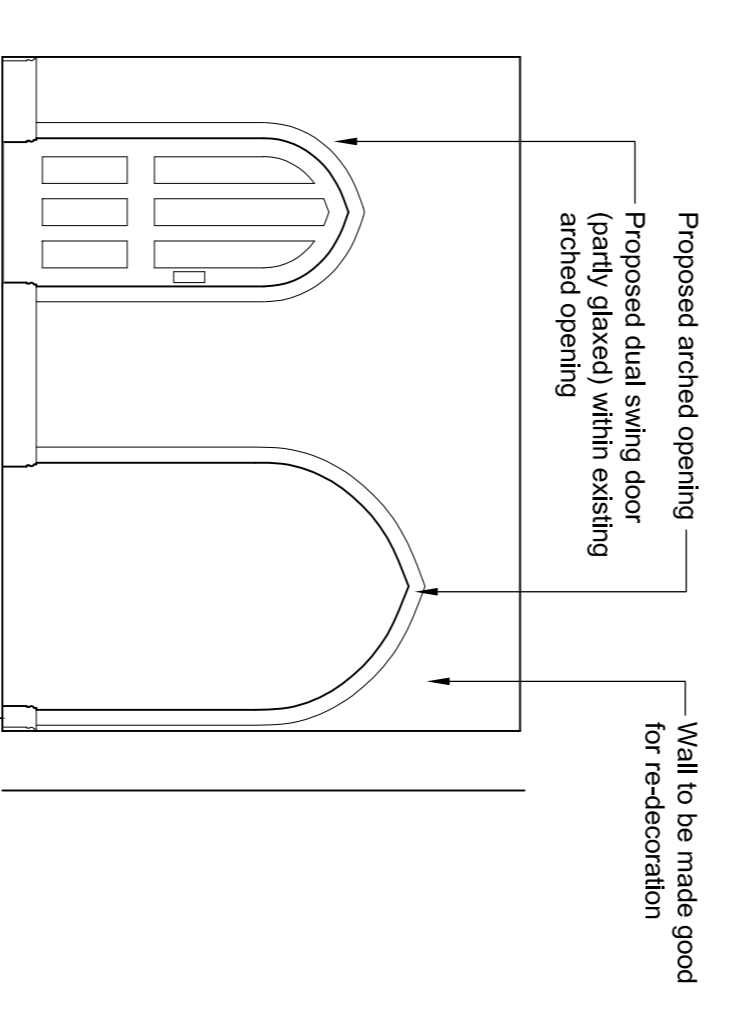 Proposed arched opening
Proposed dual swing door
(partly glaxed) within existing
arched opening
Wall to be made good
for re-decoration